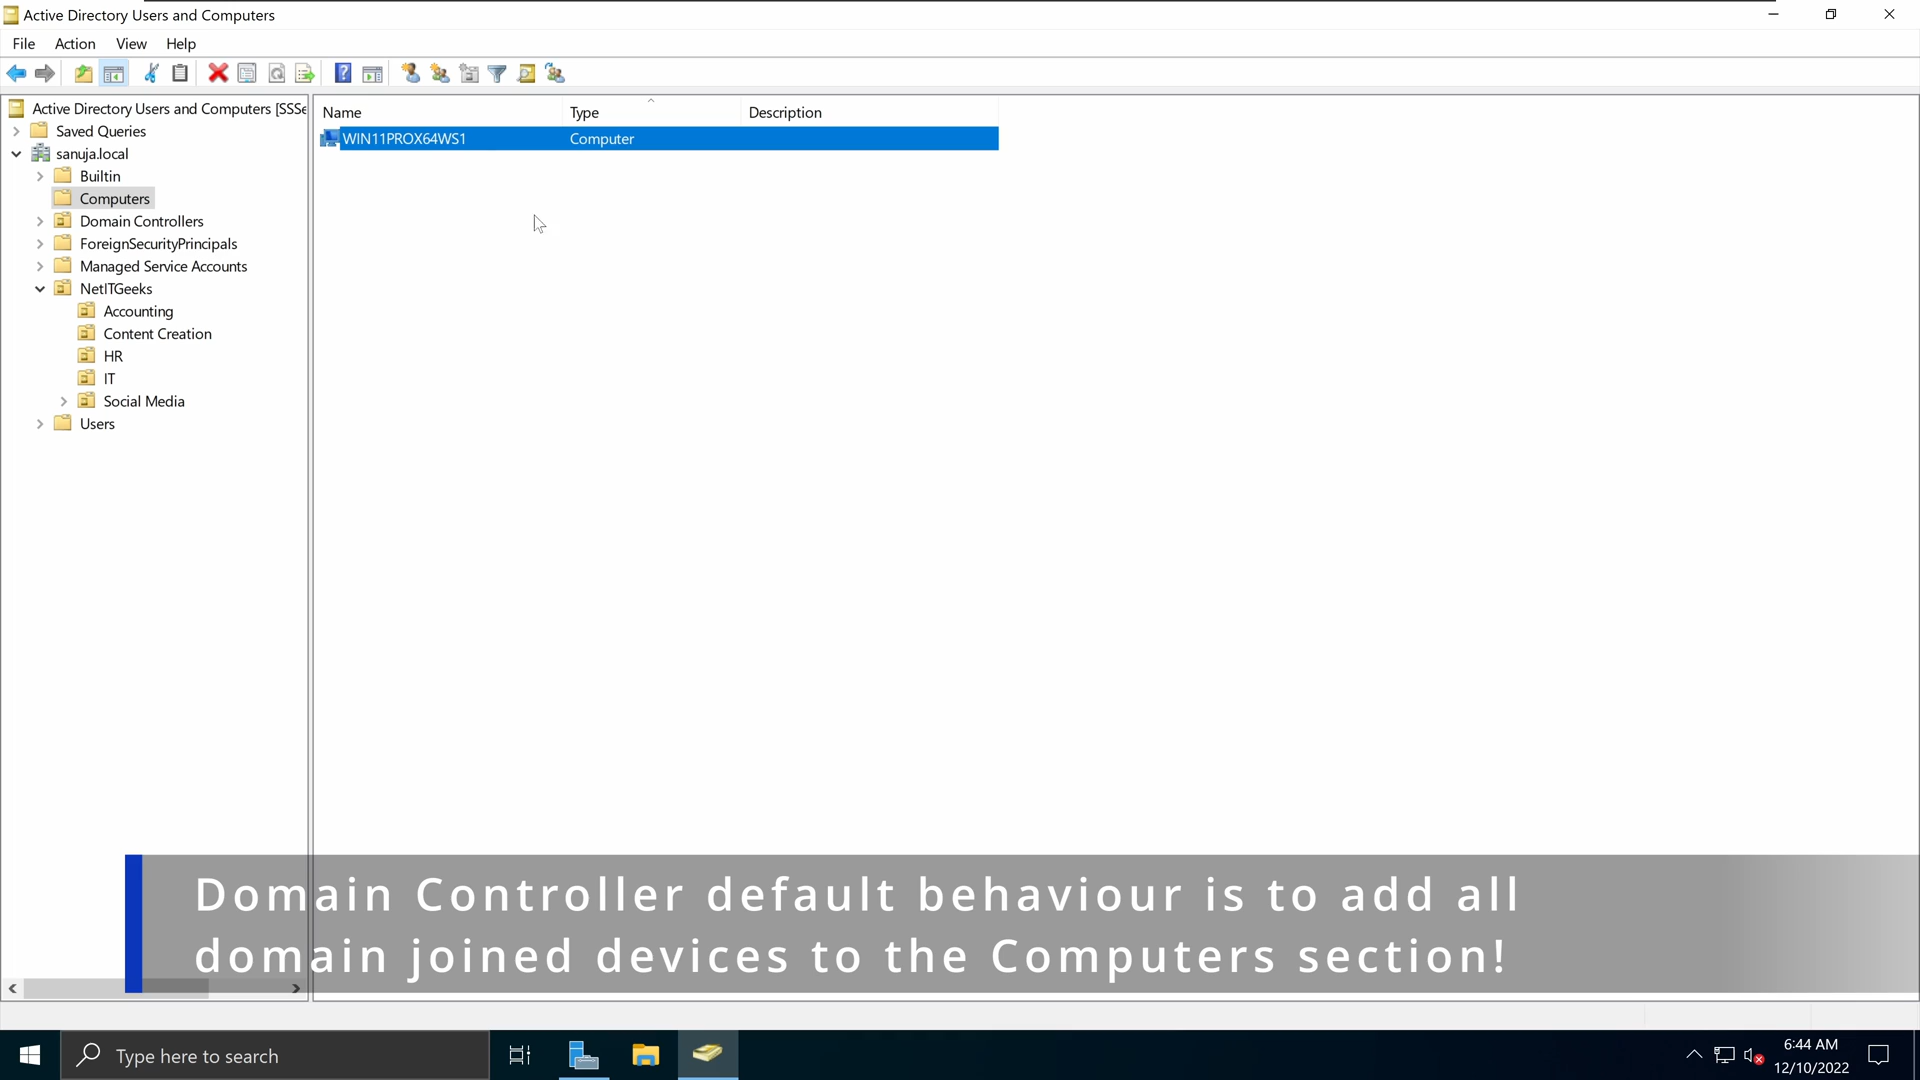 Active Directory Users and Computers
File Action View Help
Active Directory Users and Computers [SSSe
Saved Queries
sanuja.local
Builtin
Computers
Domain Controllers
ForeignSecurityPrincipals
Managed Service Accounts
NetITGeeks
Accounting
Content Creation
HR
IT
Social Media
Users
Name Type Description
WIN11PROX64WS1 Computer
Domain Controller default behaviour is to add all
domain joined devices to the Computers section!
Type here to search
6:44 AM
12/10/2022